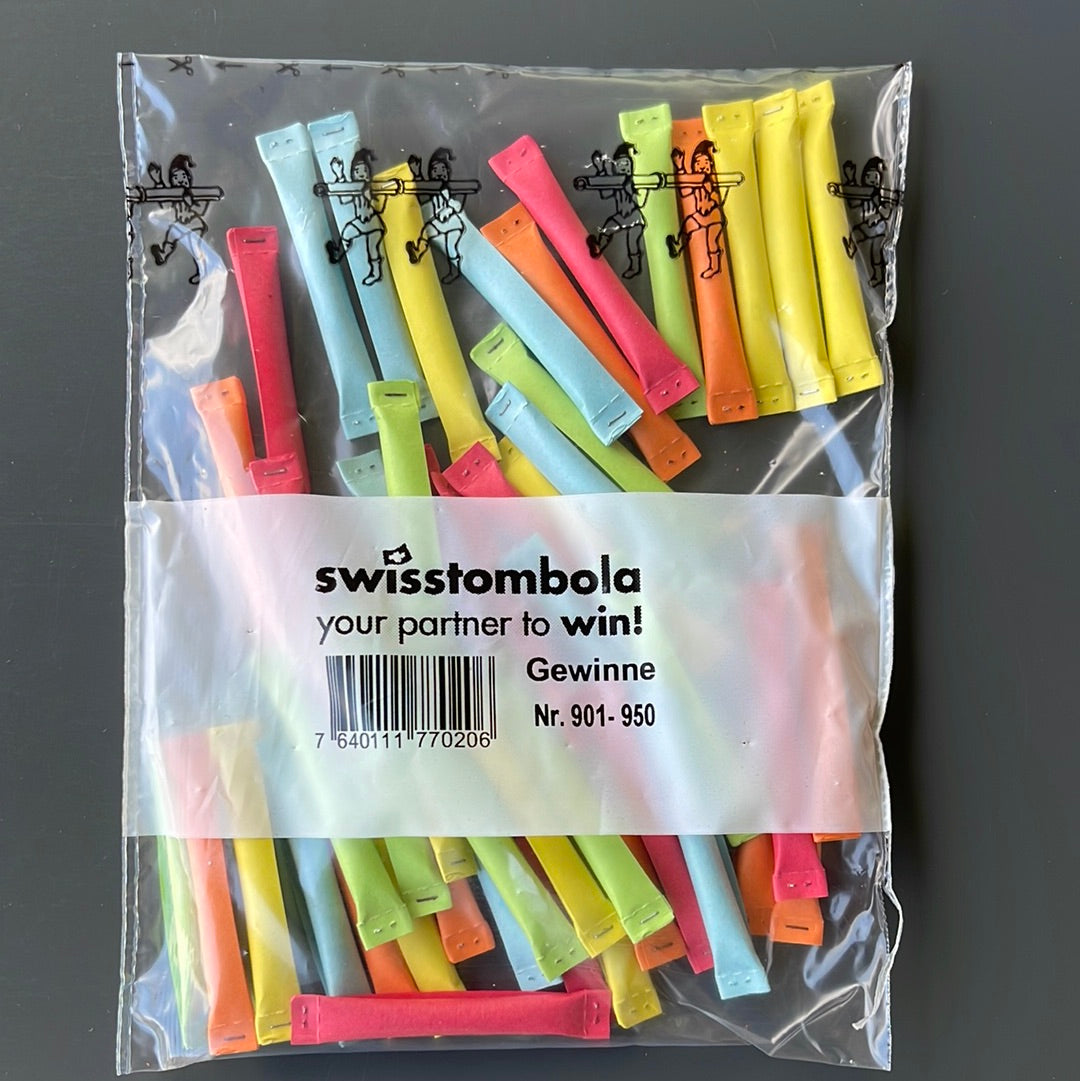 swisstombola
your partner to win!
Gewinne
Nr. 901- 950
7 640111 770206